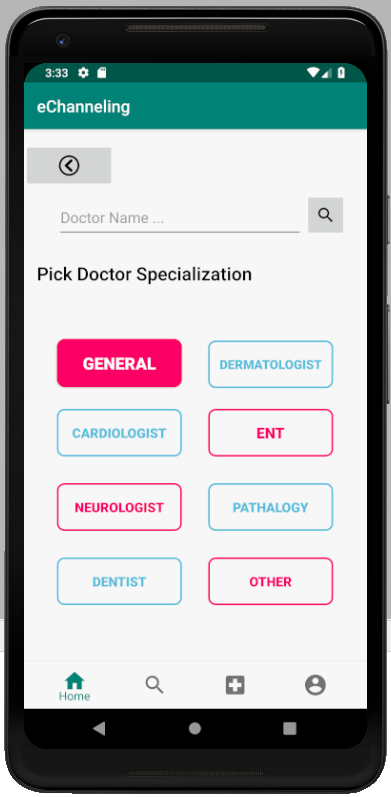 3:33
eChanneling
Doctor Name ...
Pick Doctor Specialization
GENERAL
DERMATOLOGIST
CARDIOLOGIST
ENT
NEUROLOGIST
PATHALOGY
DENTIST
OTHER
Home